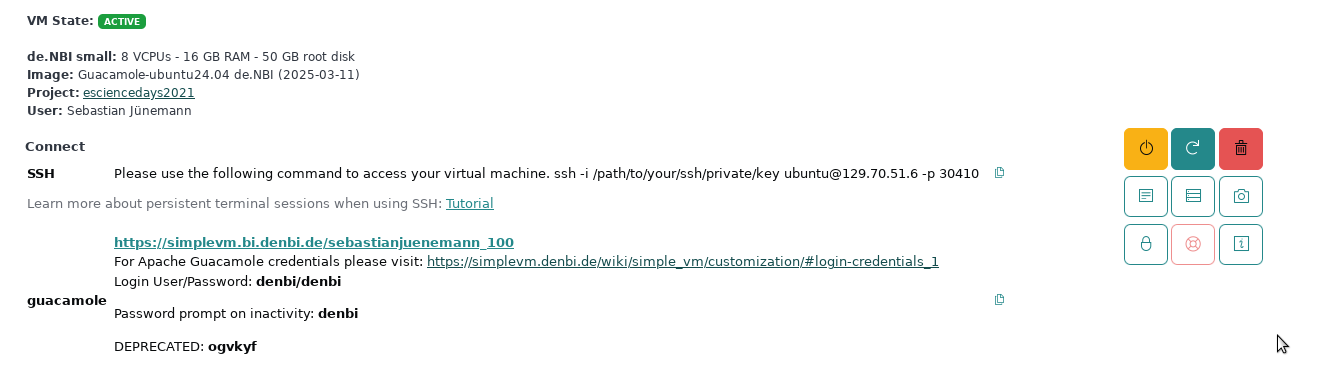 VM State: ACTIVE
de.NBI small: 8 VCPUs - 16 GB RAM - 50 GB root disk
Image: Guacamole-ubuntu24.04 de.NBI (2025-03-11)
Project: esciencedays2021
User: Sebastian Jünemann
Connect
SSH Please use the following command to access your virtual machine. ssh -i /path/to/your/ssh/private/key ubuntu@129.70.51.6 -p 30410
Learn more about persistent terminal sessions when using SSH: Tutorial
https://simplevm.bi.denbi.de/sebastianjuenemann_100
For Apache Guacamole credentials please visit: https://simplevm.denbi.de/wiki/simple_vm/customization/#login-credentials_1
Login User/Password: denbi/denbi
guacamole
Password prompt on inactivity: denbi
DEPRECATED: ogvkyf